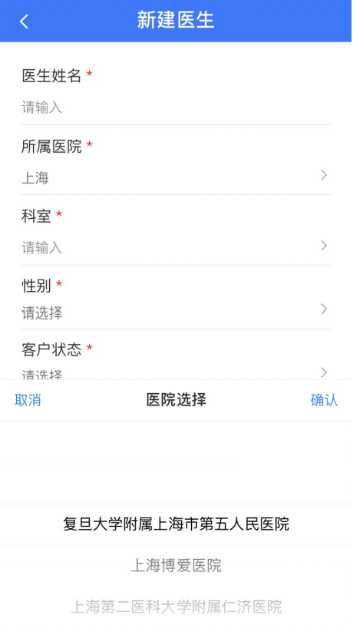 新建医生
医生姓名 *
请输入
所属医院 *
上海
科室 *
请输入
性别 *
请选择
客户状态 *
请选择
取消 医院选择 确认
复旦大学附属上海市第五人民医院
上海博爱医院
上海第二医科大学附属仁济医院